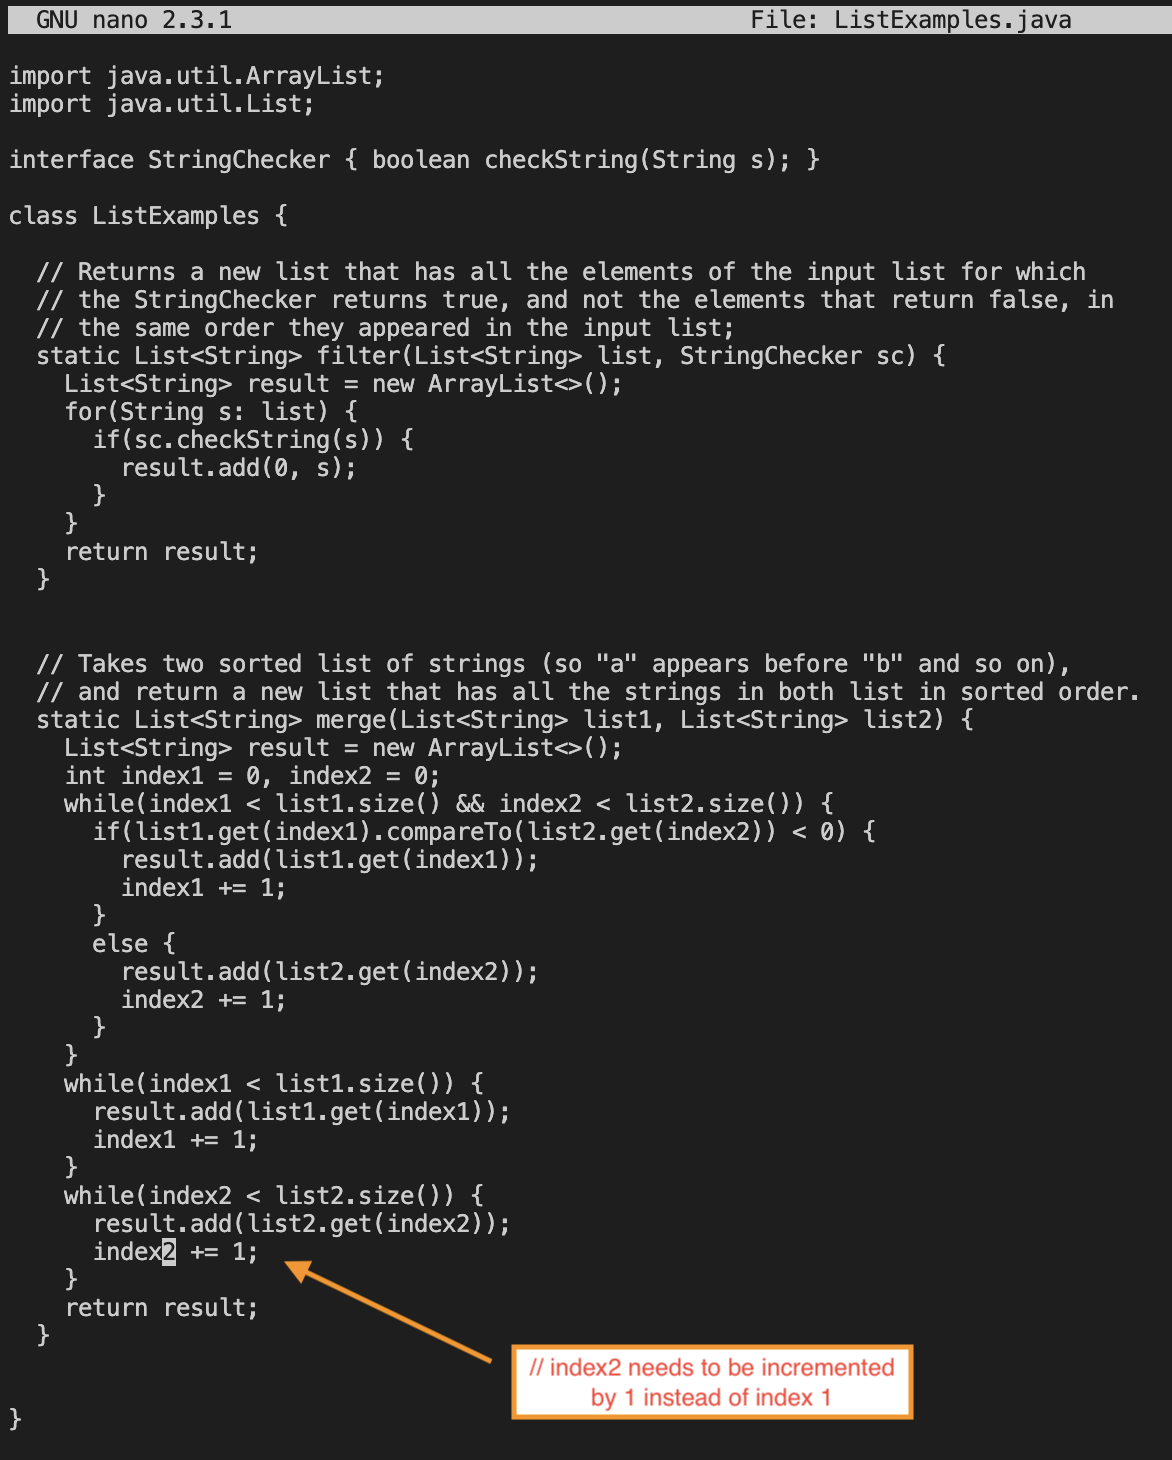 GNU nano 2.3.1 File: ListExamples.java
import java.util.ArrayList;
import java.util.List;
interface StringChecker { boolean checkString(String s); }
class ListExamples {
// Returns a new list that has all the elements of the input list for which
// the StringChecker returns true, and not the elements that return false, in
// the same order they appeared in the input list;
static List<String> filter(List<String> list, StringChecker sc) {
List<String> result = new ArrayList<>();
for(String s: list) {
if(sc.checkString(s)) {
result.add(0, s);
}
}
return result;
}
// Takes two sorted list of strings (so "a" appears before "b" and so on),
// and return a new list that has all the strings in both list in sorted order.
static List<String> merge(List<String> list1, List<String> list2) {
List<String> result = new ArrayList<>();
int index1 = 0, index2 = 0;
while(index1 < list1.size() && index2 < list2.size()) {
if(list1.get(index1).compareTo(list2.get(index2)) < 0) {
result.add(list1.get(index1));
index1 += 1;
}
else {
result.add(list2.get(index2));
index2 += 1;
}
}
while(index1 < list1.size()) {
result.add(list1.get(index1));
index1 += 1;
}
while(index2 < list2.size()) {
result.add(list2.get(index2));
index2 += 1;
}
return result;
}
// index2 needs to be incremented
by 1 instead of index 1
}